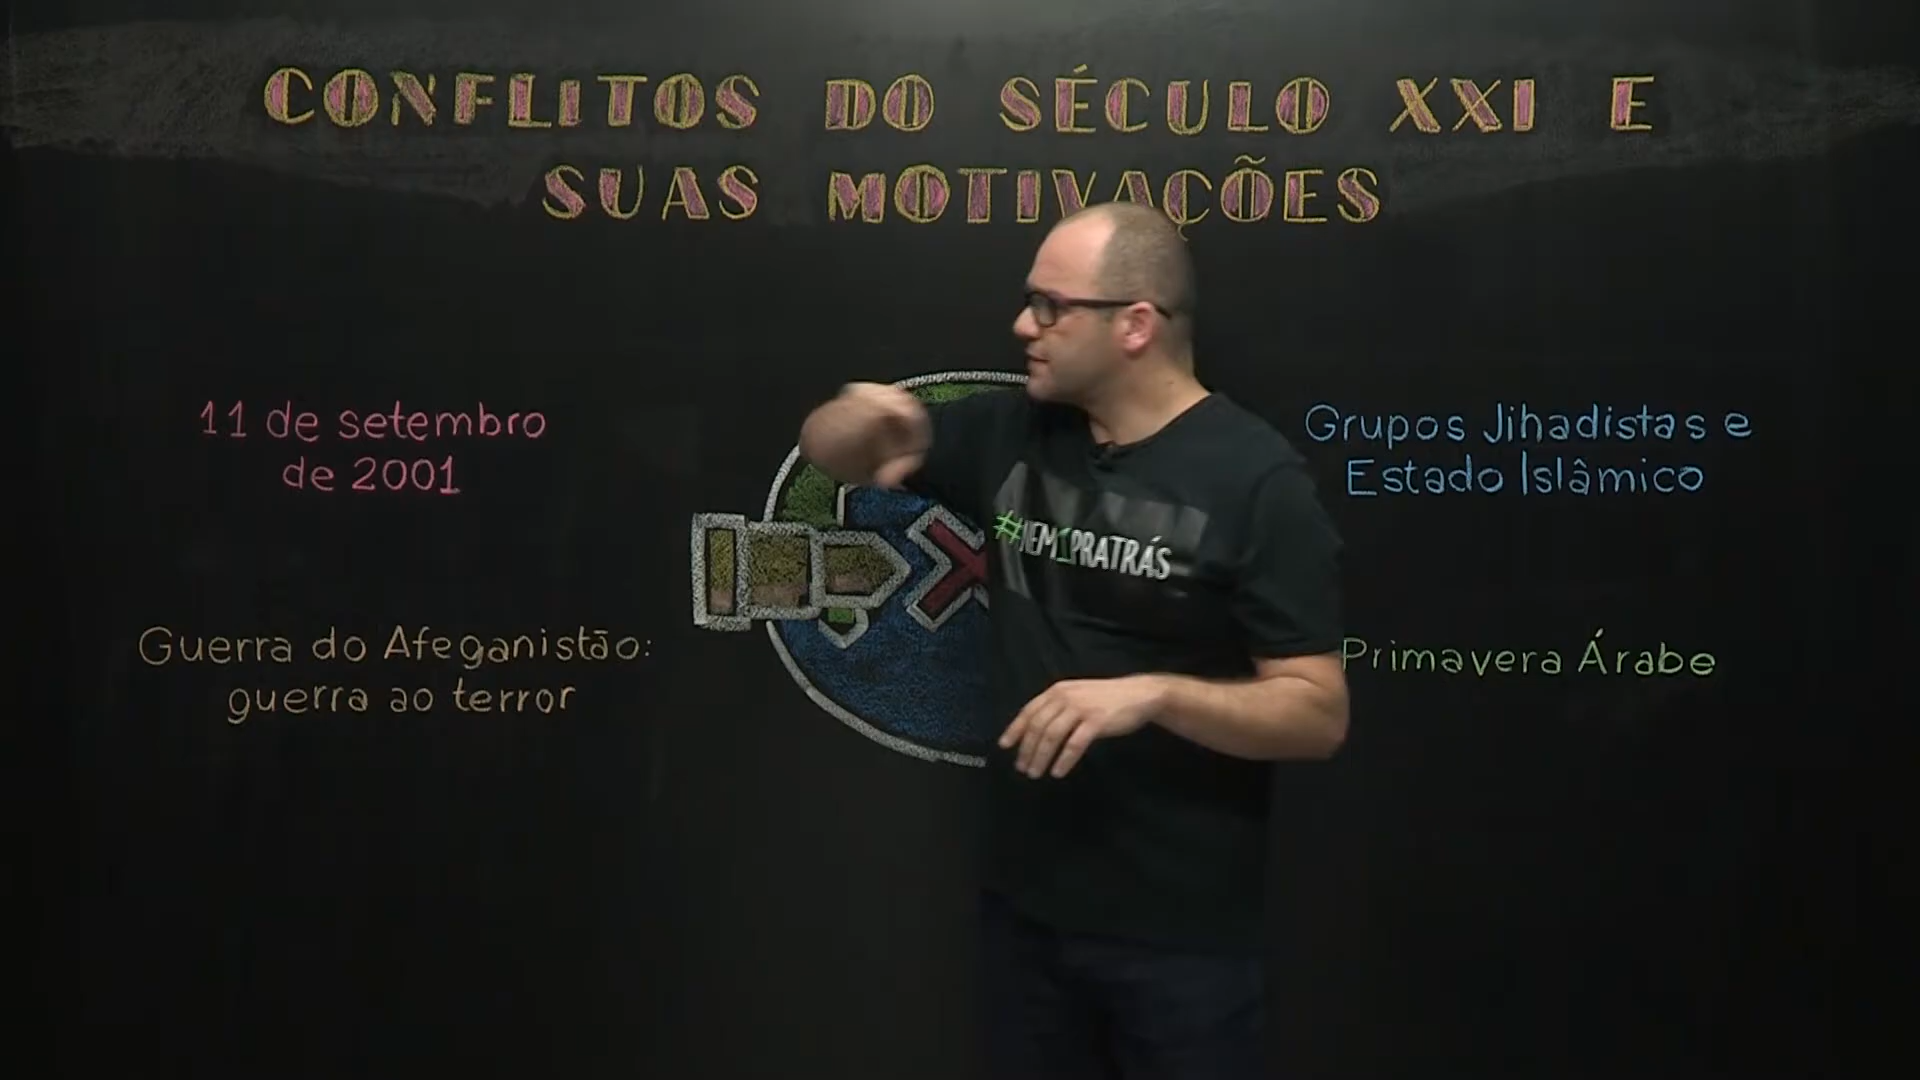 CONFLITOS DO SÉCULO XXI E
SUAS MOTIVAÇÕES
11 de setembro
de 2001
Guerra do Afeganistão:
guerra ao terror
Grupos Jihadistas e
Estado Islâmico
Primavera Árabe
#NEM1PRATRÁS